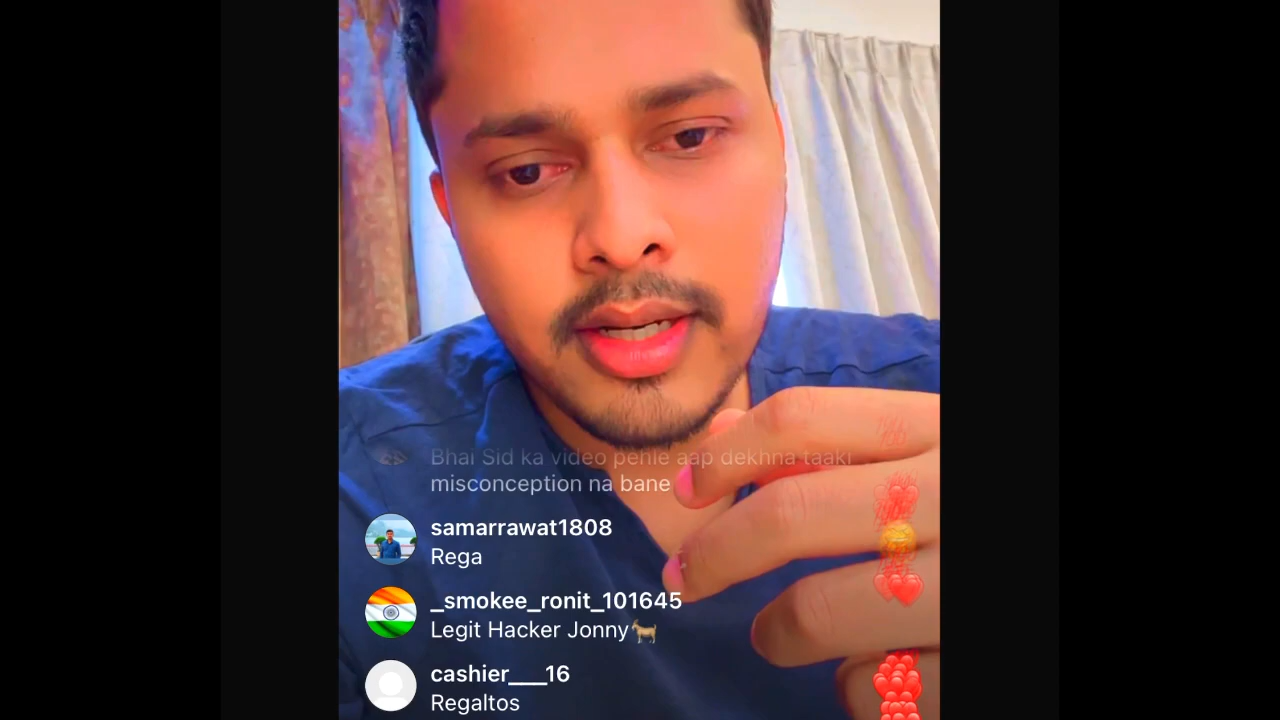 Bhai Sid ka video pehle aap dekhna taaki
misconception na bane
samarrawat1808
Rega
_smokee_ronit_101645
Legit Hacker Jonny🐐
cashier___16
Regaltos